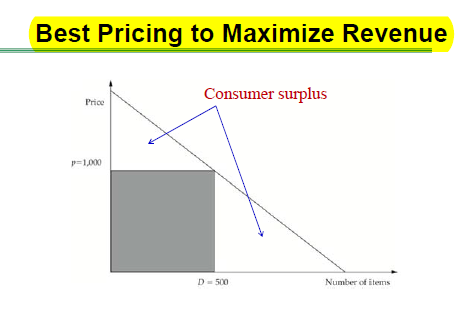 Best Pricing to Maximize Revenue
Consumer surplus
Price
P=1,000
D = 500
Number of items